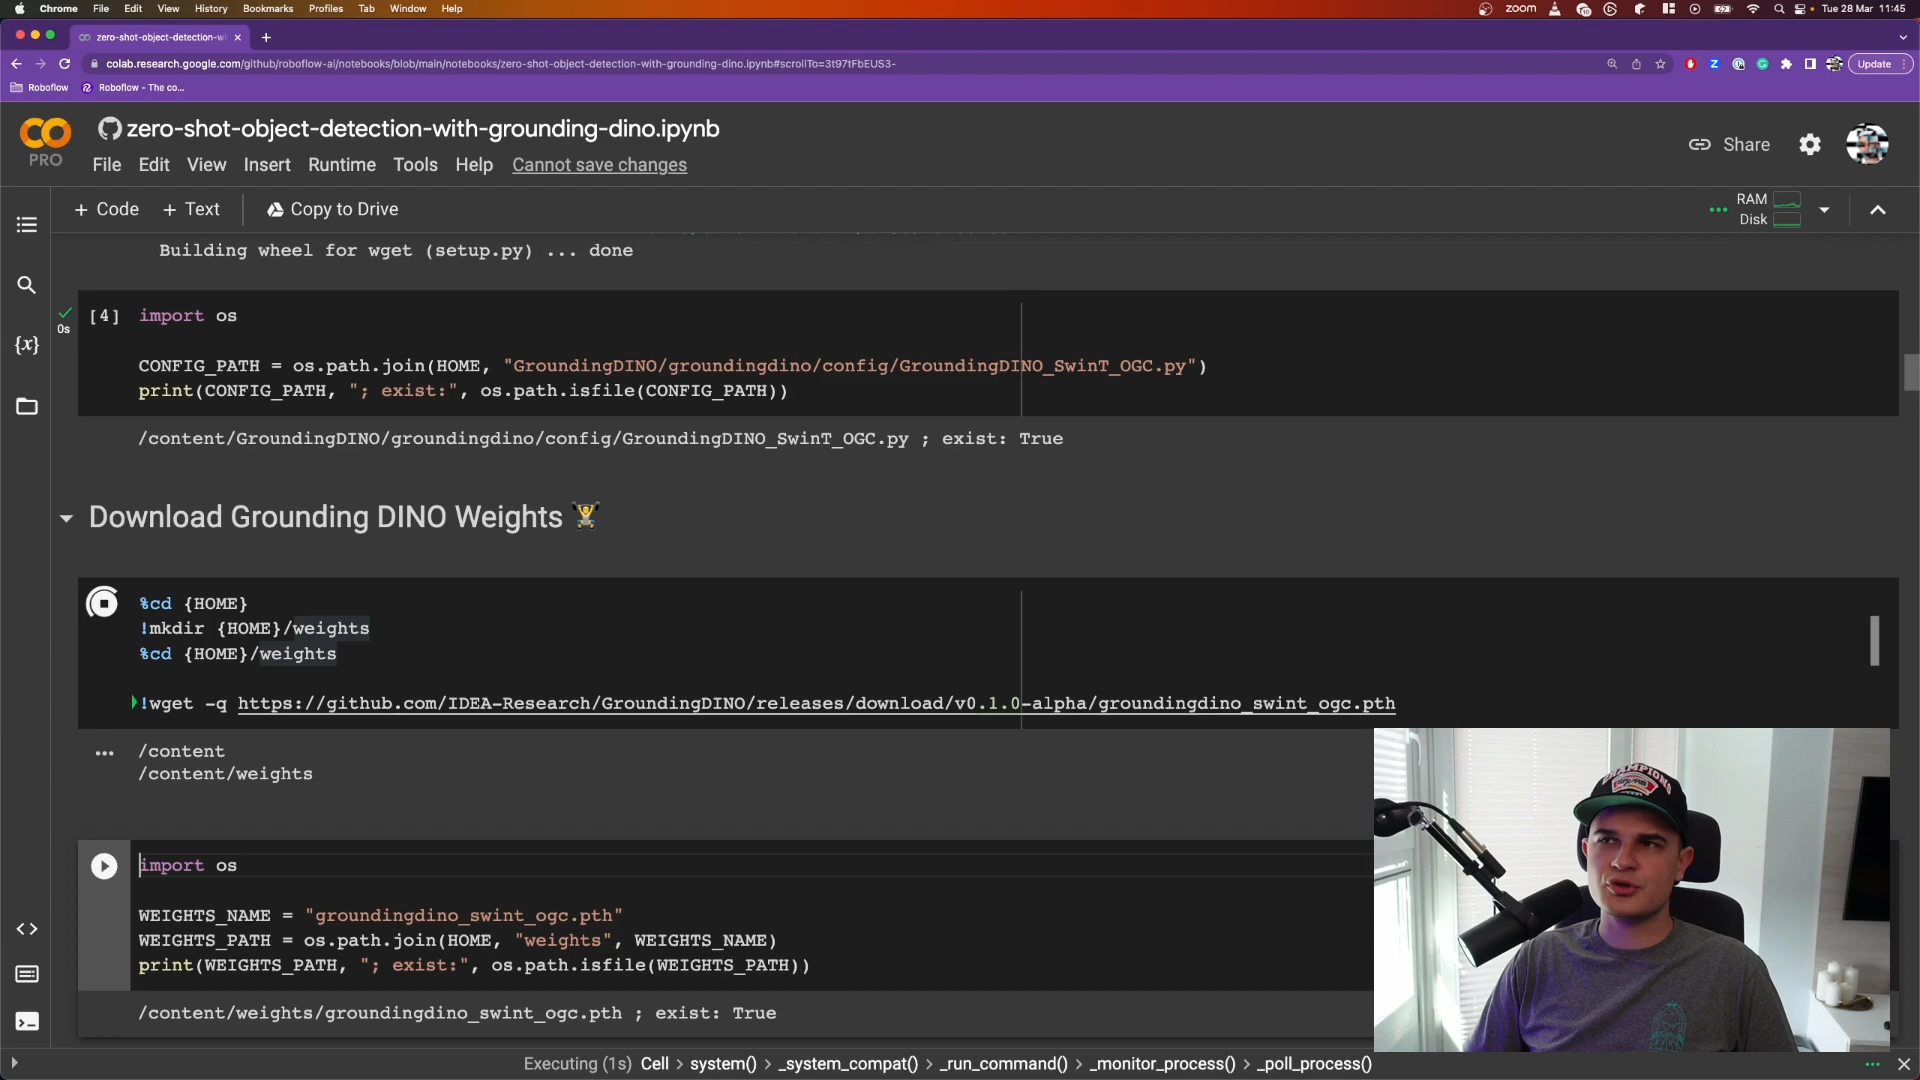 Chrome File Edit View History Bookmarks Profiles Tab Window Help zoom Tue 28 Mar 11:45
zero-shot-object-detection-wi
colab.research.google.com/github/roboflow-ai/notebooks/blob/main/notebooks/zero-shot-object-detection-with-grounding-dino.ipynb#scrollTo=3t97tFbEUS3- Update
Roboflow Roboflow - The co...
zero-shot-object-detection-with-grounding-dino.ipynb
PRO
File Edit View Insert Runtime Tools Help Cannot save changes
Share
+ Code + Text Copy to Drive
RAM
Disk
Building wheel for wget (setup.py) ... done
[4] import os
0s
CONFIG_PATH = os.path.join(HOME, "GroundingDINO/groundingdino/config/GroundingDINO_SwinT_OGC.py")
print(CONFIG_PATH, "; exist:", os.path.isfile(CONFIG_PATH))
/content/GroundingDINO/groundingdino/config/GroundingDINO_SwinT_OGC.py ; exist: True
Download Grounding DINO Weights 🏋️
%cd {HOME}
!mkdir {HOME}/weights
%cd {HOME}/weights
!wget -q https://github.com/IDEA-Research/GroundingDINO/releases/download/v0.1.0-alpha/groundingdino_swint_ogc.pth
/content
/content/weights
import os
WEIGHTS_NAME = "groundingdino_swint_ogc.pth"
WEIGHTS_PATH = os.path.join(HOME, "weights", WEIGHTS_NAME)
print(WEIGHTS_PATH, "; exist:", os.path.isfile(WEIGHTS_PATH))
/content/weights/groundingdino_swint_ogc.pth ; exist: True
CHAMPIONS
Executing (1s) Cell > system() > _system_compat() > _run_command() > _monitor_process() > _poll_process()